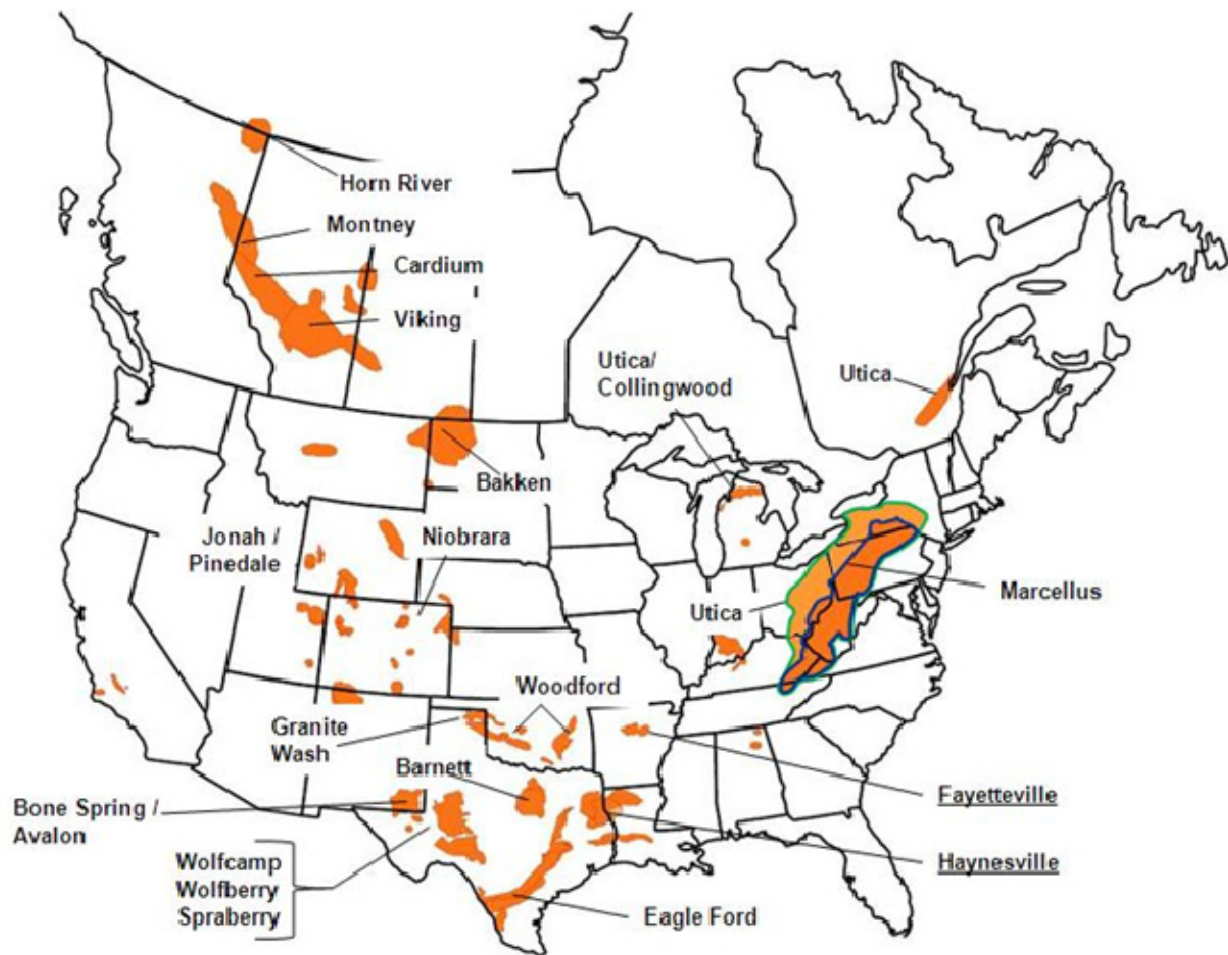 Horn River
Montney
Cardium
Viking
Utica/
Collingwood
Utica
Bakken
Jonah /
Pinedale
Niobrara
Marcellus
Utica
Woodford
Granite
Wash
Barnett
Fayetteville
Bone Spring /
Avalon
Haynesville
Wolfcamp
Wolfberry
Spraberry
Eagle Ford